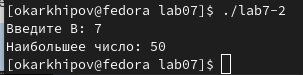 [okarkhipov@fedora lab07]$ ./lab7-2
Введите В: 7
Наибольшее число: 50
[okarkhipov@fedora lab07]$